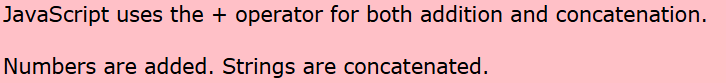 JavaScript uses the + operator for both addition and concatenation.
Numbers are added. Strings are concatenated.